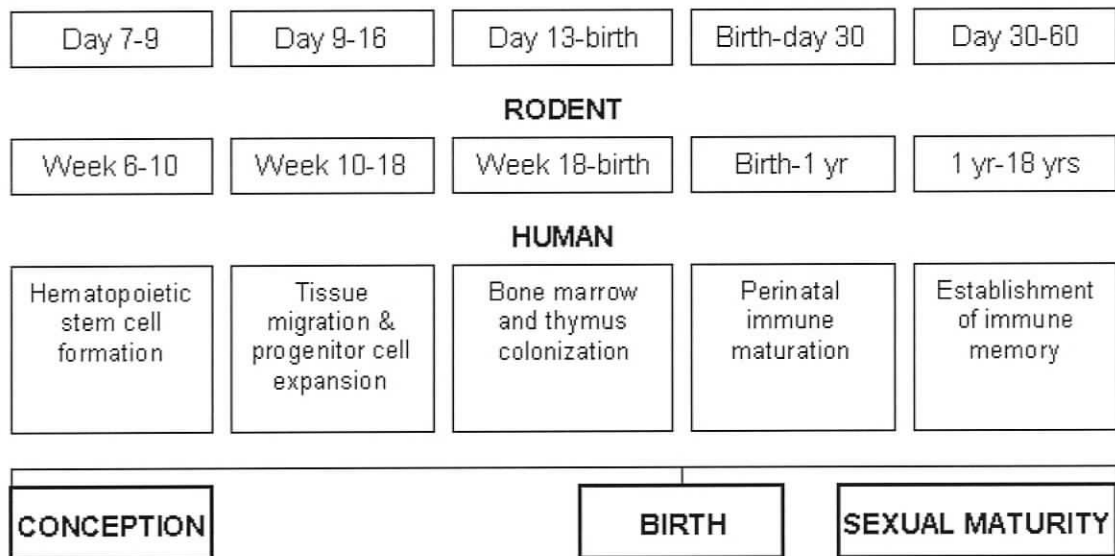 Day 7-9 Day 9-16 Day 13-birth Birth-day 30 Day 30-60
RODENT
Week 6-10 Week 10-18 Week 18-birth Birth-1 yr 1 yr-18 yrs
HUMAN
Hematopoietic
stem cell
formation
Tissue
migration &
progenitor cell
expansion
Bone marrow
and thymus
colonization
Perinatal
immune
maturation
Establishment
of immune
memory
CONCEPTION BIRTH SEXUAL MATURITY